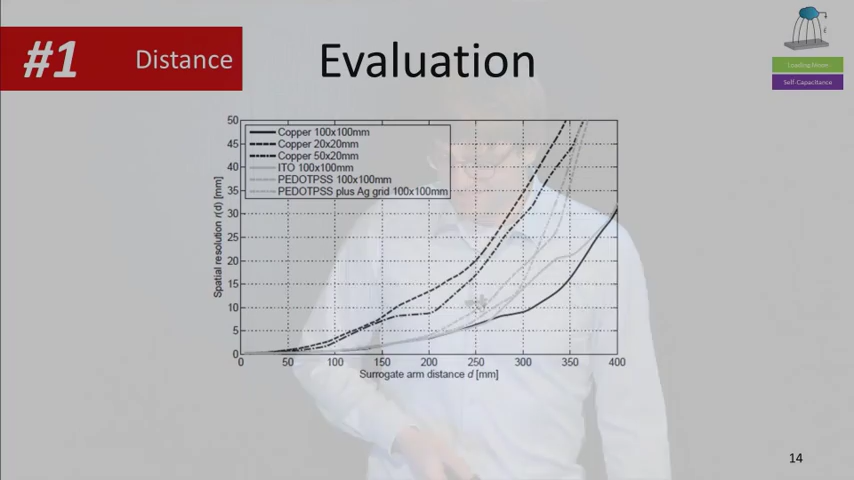 #1 Distance
Evaluation
Loading Mode
Self-Capacitance
50
45
40
35
30
25
20
15
10
5
0
Spatial resolution r(d) [mm]
Copper 100x100mm
Copper 20x20mm
Copper 50x20mm
ITO 100x100mm
PEDOTPSS 100x100mm
PEDOTPSS plus Ag grid 100x100mm
0 50 100 150 200 250 300 350 400
Surrogate arm distance d [mm]
14